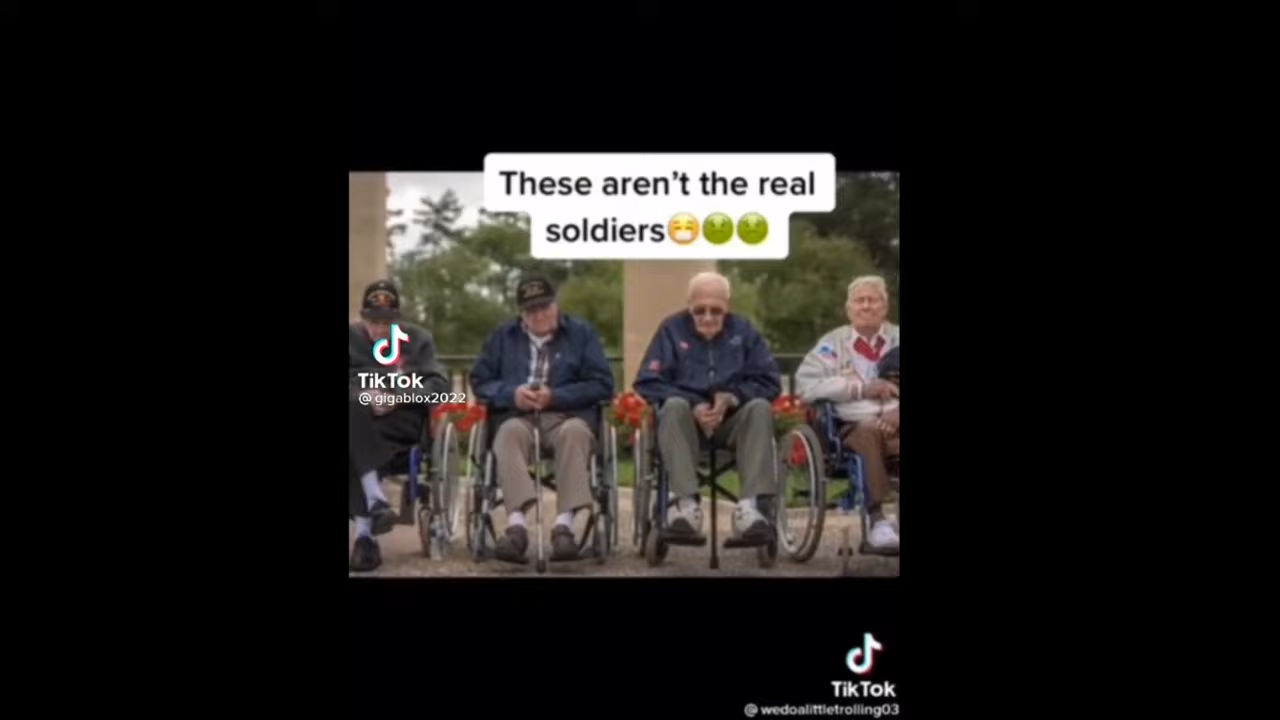 These aren't the real
soldiers😷🤢🤢
TikTok
@gigablox2022
TikTok
@wedoalittletrolling03